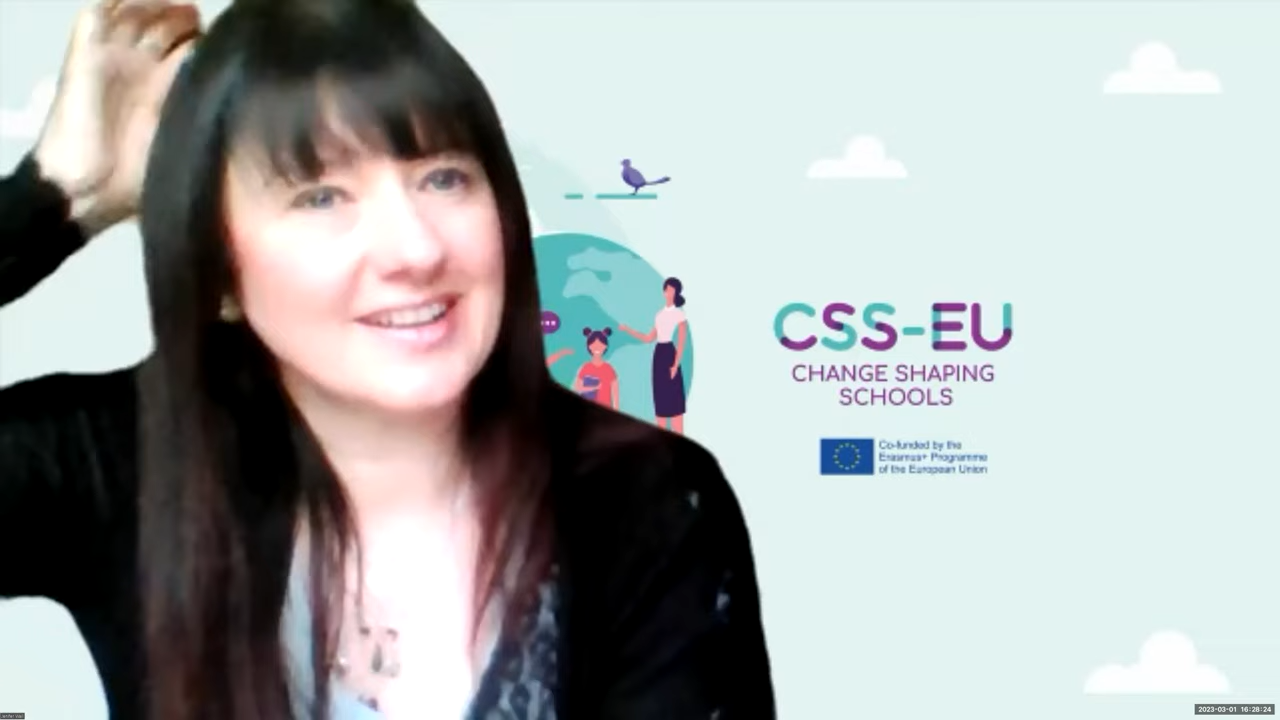 CSS-EU
CHANGE SHAPING
SCHOOLS
Co-funded by the
Erasmus+ Programme
of the European Union
2023-03-01 16:28:24